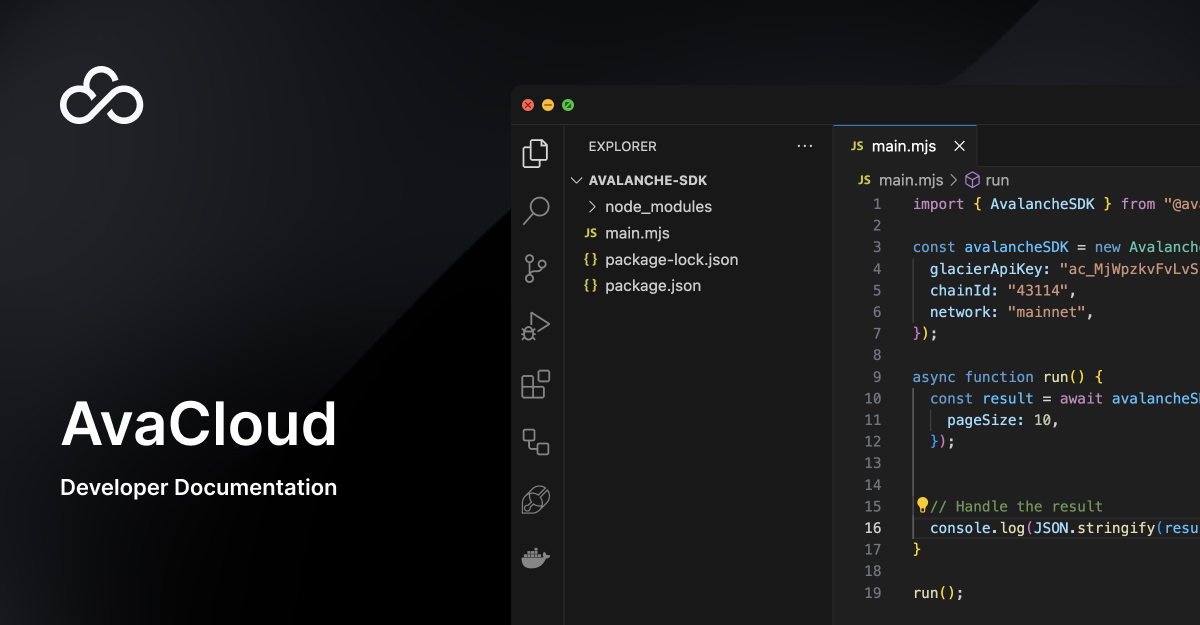 AvaCloud
Developer Documentation
EXPLORER
AVALANCHE-SDK
node_modules
JS main.mjs
{} package-lock.json
{} package.json
JS main.mjs
JS main.mjs > run
1 import { AvalancheSDK } from "@av
2
3 const avalancheSDK = new Avalanch
4 glacierApiKey: "ac_MjWpzkvFvLvS
5 chainId: "43114",
6 network: "mainnet",
7 });
8
9 async function run() {
10 const result = await avalancheS
11 pageSize: 10,
12 });
13
14
15 // Handle the result
16 console.log(JSON.stringify(resu
17 }
18
19 run();